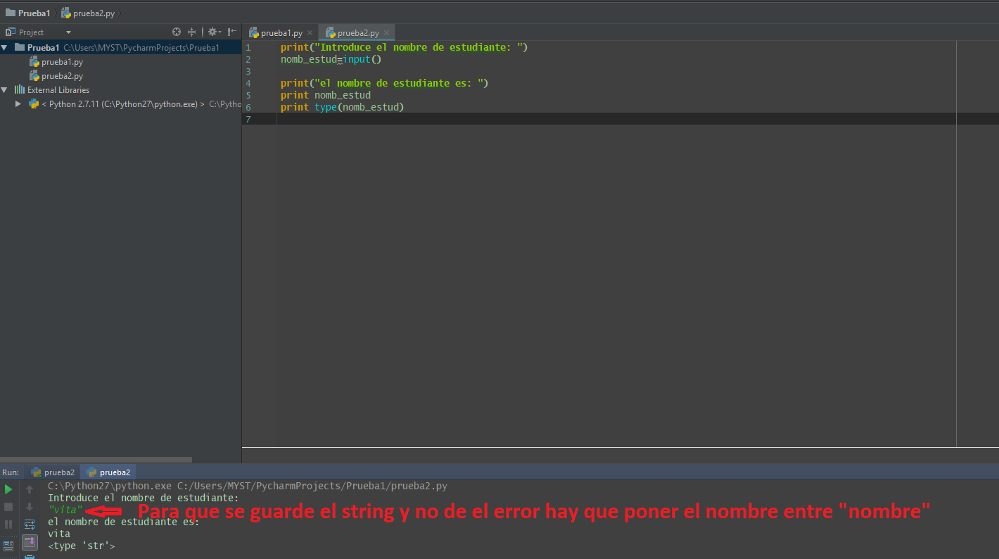 Prueba1 prueba2.py
Project
Prueba1 C:\Users\MYST\PycharmProjects\Prueba1
prueba1.py
prueba2.py
External Libraries
< Python 2.7.11 (C:\Python27\python.exe) > C:\Pytho
prueba1.py prueba2.py
1 print("Introduce el nombre de estudiante: ")
2 nomb_estud=input()
3
4 print("el nombre de estudiante es: ")
5 print nomb_estud
6 print type(nomb_estud)
7
Run: prueba2 prueba2
C:\Python27\python.exe C:/Users/MYST/PycharmProjects/Prueba1/prueba2.py
Introduce el nombre de estudiante:
"vita" Para que se guarde el string y no de el error hay que poner el nombre entre "nombre"
el nombre de estudiante es:
vita
<type 'str'>